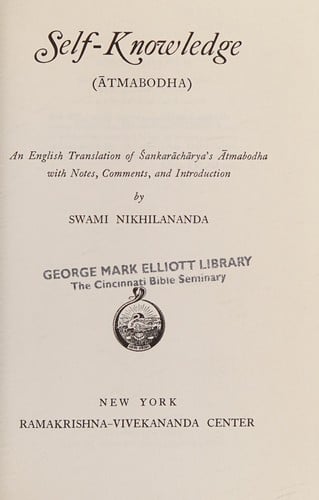 Self-Knowledge
(ĀTMABODHA)
An English Translation of Śankarāchārya's Ātmabodha
with Notes, Comments, and Introduction
by
SWAMI NIKHILANANDA
GEORGE MARK ELLIOTT LIBRARY
The Cincinnati Bible Seminary
NEW YORK
RAMAKRISHNA–VIVEKANANDA CENTER